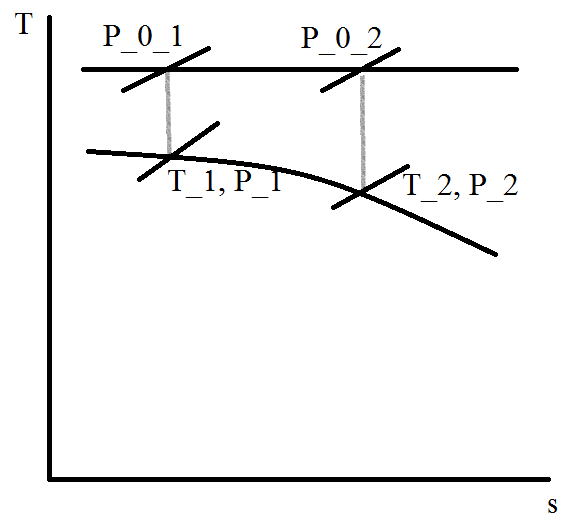 T
P_0_1
P_0_2
T_1, P_1
T_2, P_2
s